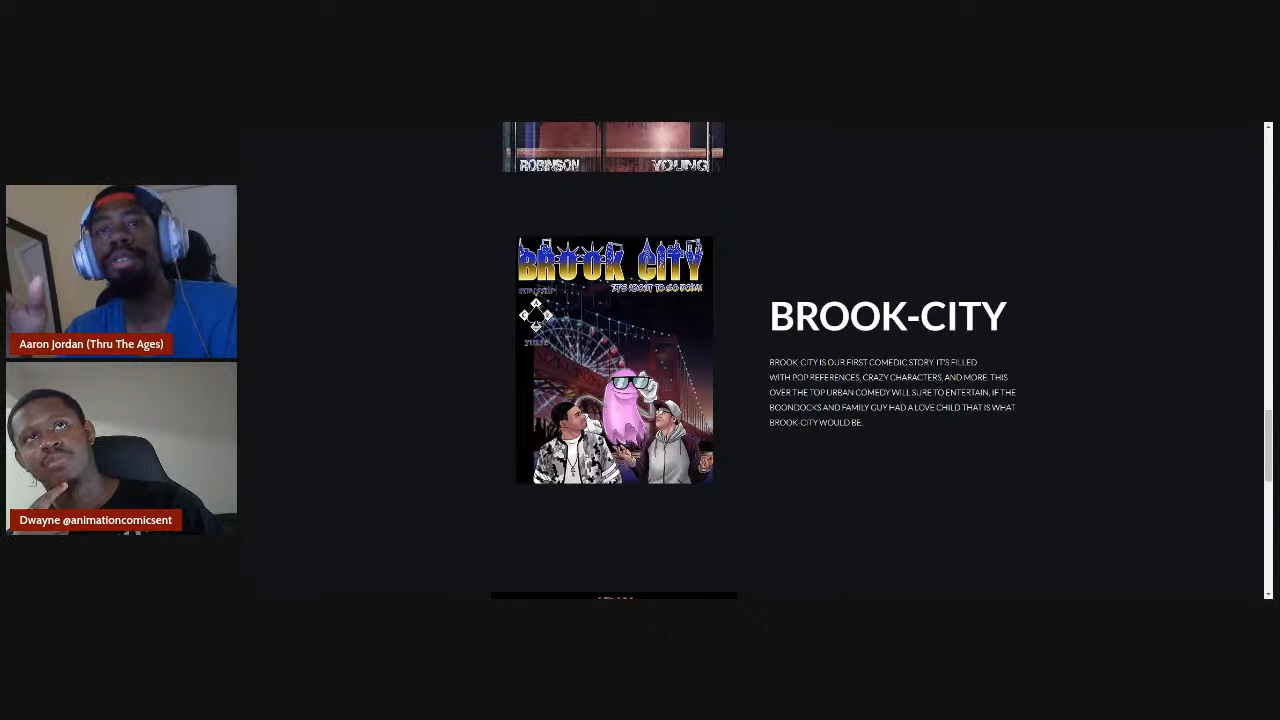 ROBINSON YOUNG
BROOK CITY
IT'S ABOUT TO GO DOWN
A
C E
BROOK-CITY
BROOK-CITY IS OUR FIRST COMEDIC STORY. IT'S FILLED
WITH POP REFERENCES, CRAZY CHARACTERS, AND MORE. THIS
OVER THE TOP URBAN COMEDY WILL SURE TO ENTERTAIN, IF THE
BOONDOCKS AND FAMILY GUY HAD A LOVE CHILD THAT IS WHAT
BROOK-CITY WOULD BE.
Aaron Jordan (Thru The Ages)
Dwayne @animationcomicsent